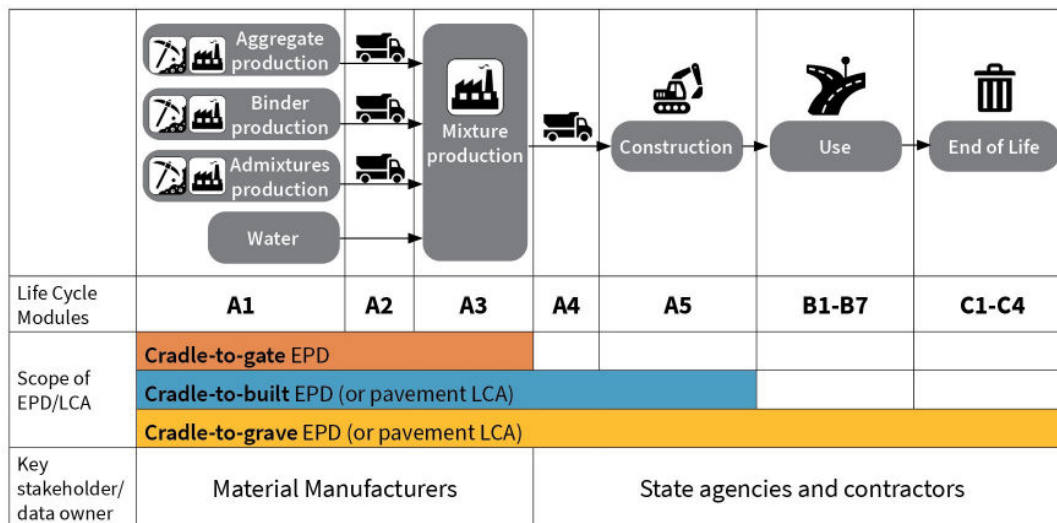 Aggregate
production
Binder
production
Admixtures
production
Water
Mixture
production
Construction
Use
End of Life
Life Cycle
Modules
A1
A2
A3
A4
A5
B1-B7
C1-C4
Scope of
EPD/LCA
Cradle-to-gate EPD
Cradle-to-built EPD (or pavement LCA)
Cradle-to-grave EPD (or pavement LCA)
Key
stakeholder/
data owner
Material Manufacturers
State agencies and contractors